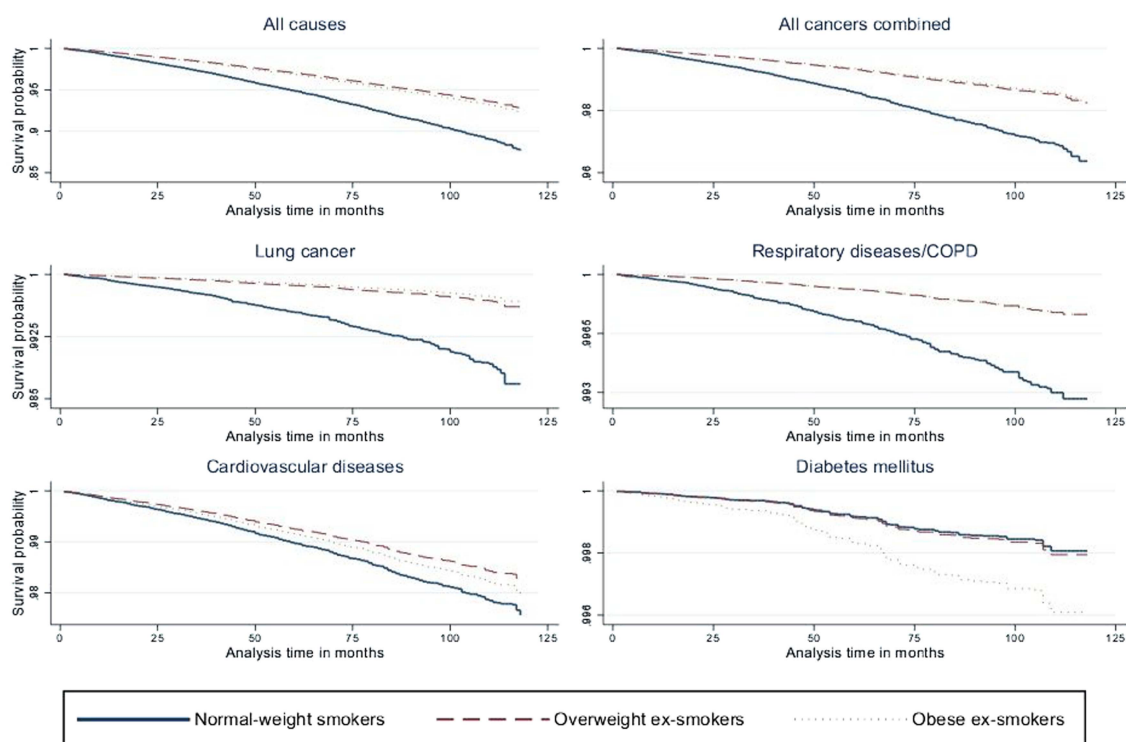 All causes
All cancers combined
Survival probability
1
.95
.9
.85
0 25 50 75 100 125
Analysis time in months
1
.98
.96
0 25 50 75 100 125
Analysis time in months
Lung cancer
Respiratory diseases/COPD
Survival probability
1
.9925
.985
0 25 50 75 100 125
Analysis time in months
1
.9965
.993
0 25 50 75 100 125
Analysis time in months
Cardiovascular diseases
Diabetes mellitus
Survival probability
1
.99
.98
0 25 50 75 100 125
Analysis time in months
1
.998
.996
0 25 50 75 100 125
Analysis time in months
Normal-weight smokers Overweight ex-smokers Obese ex-smokers